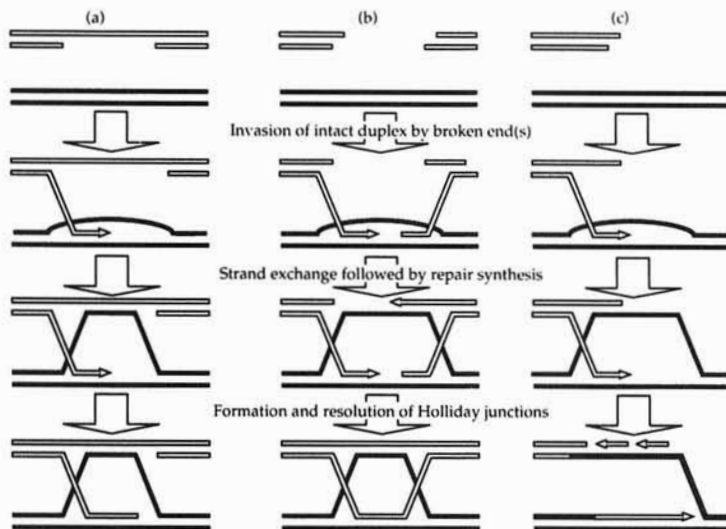 (a) (b) (c)
Invasion of intact duplex by broken end(s)
Strand exchange followed by repair synthesis
Formation and resolution of Holliday junctions